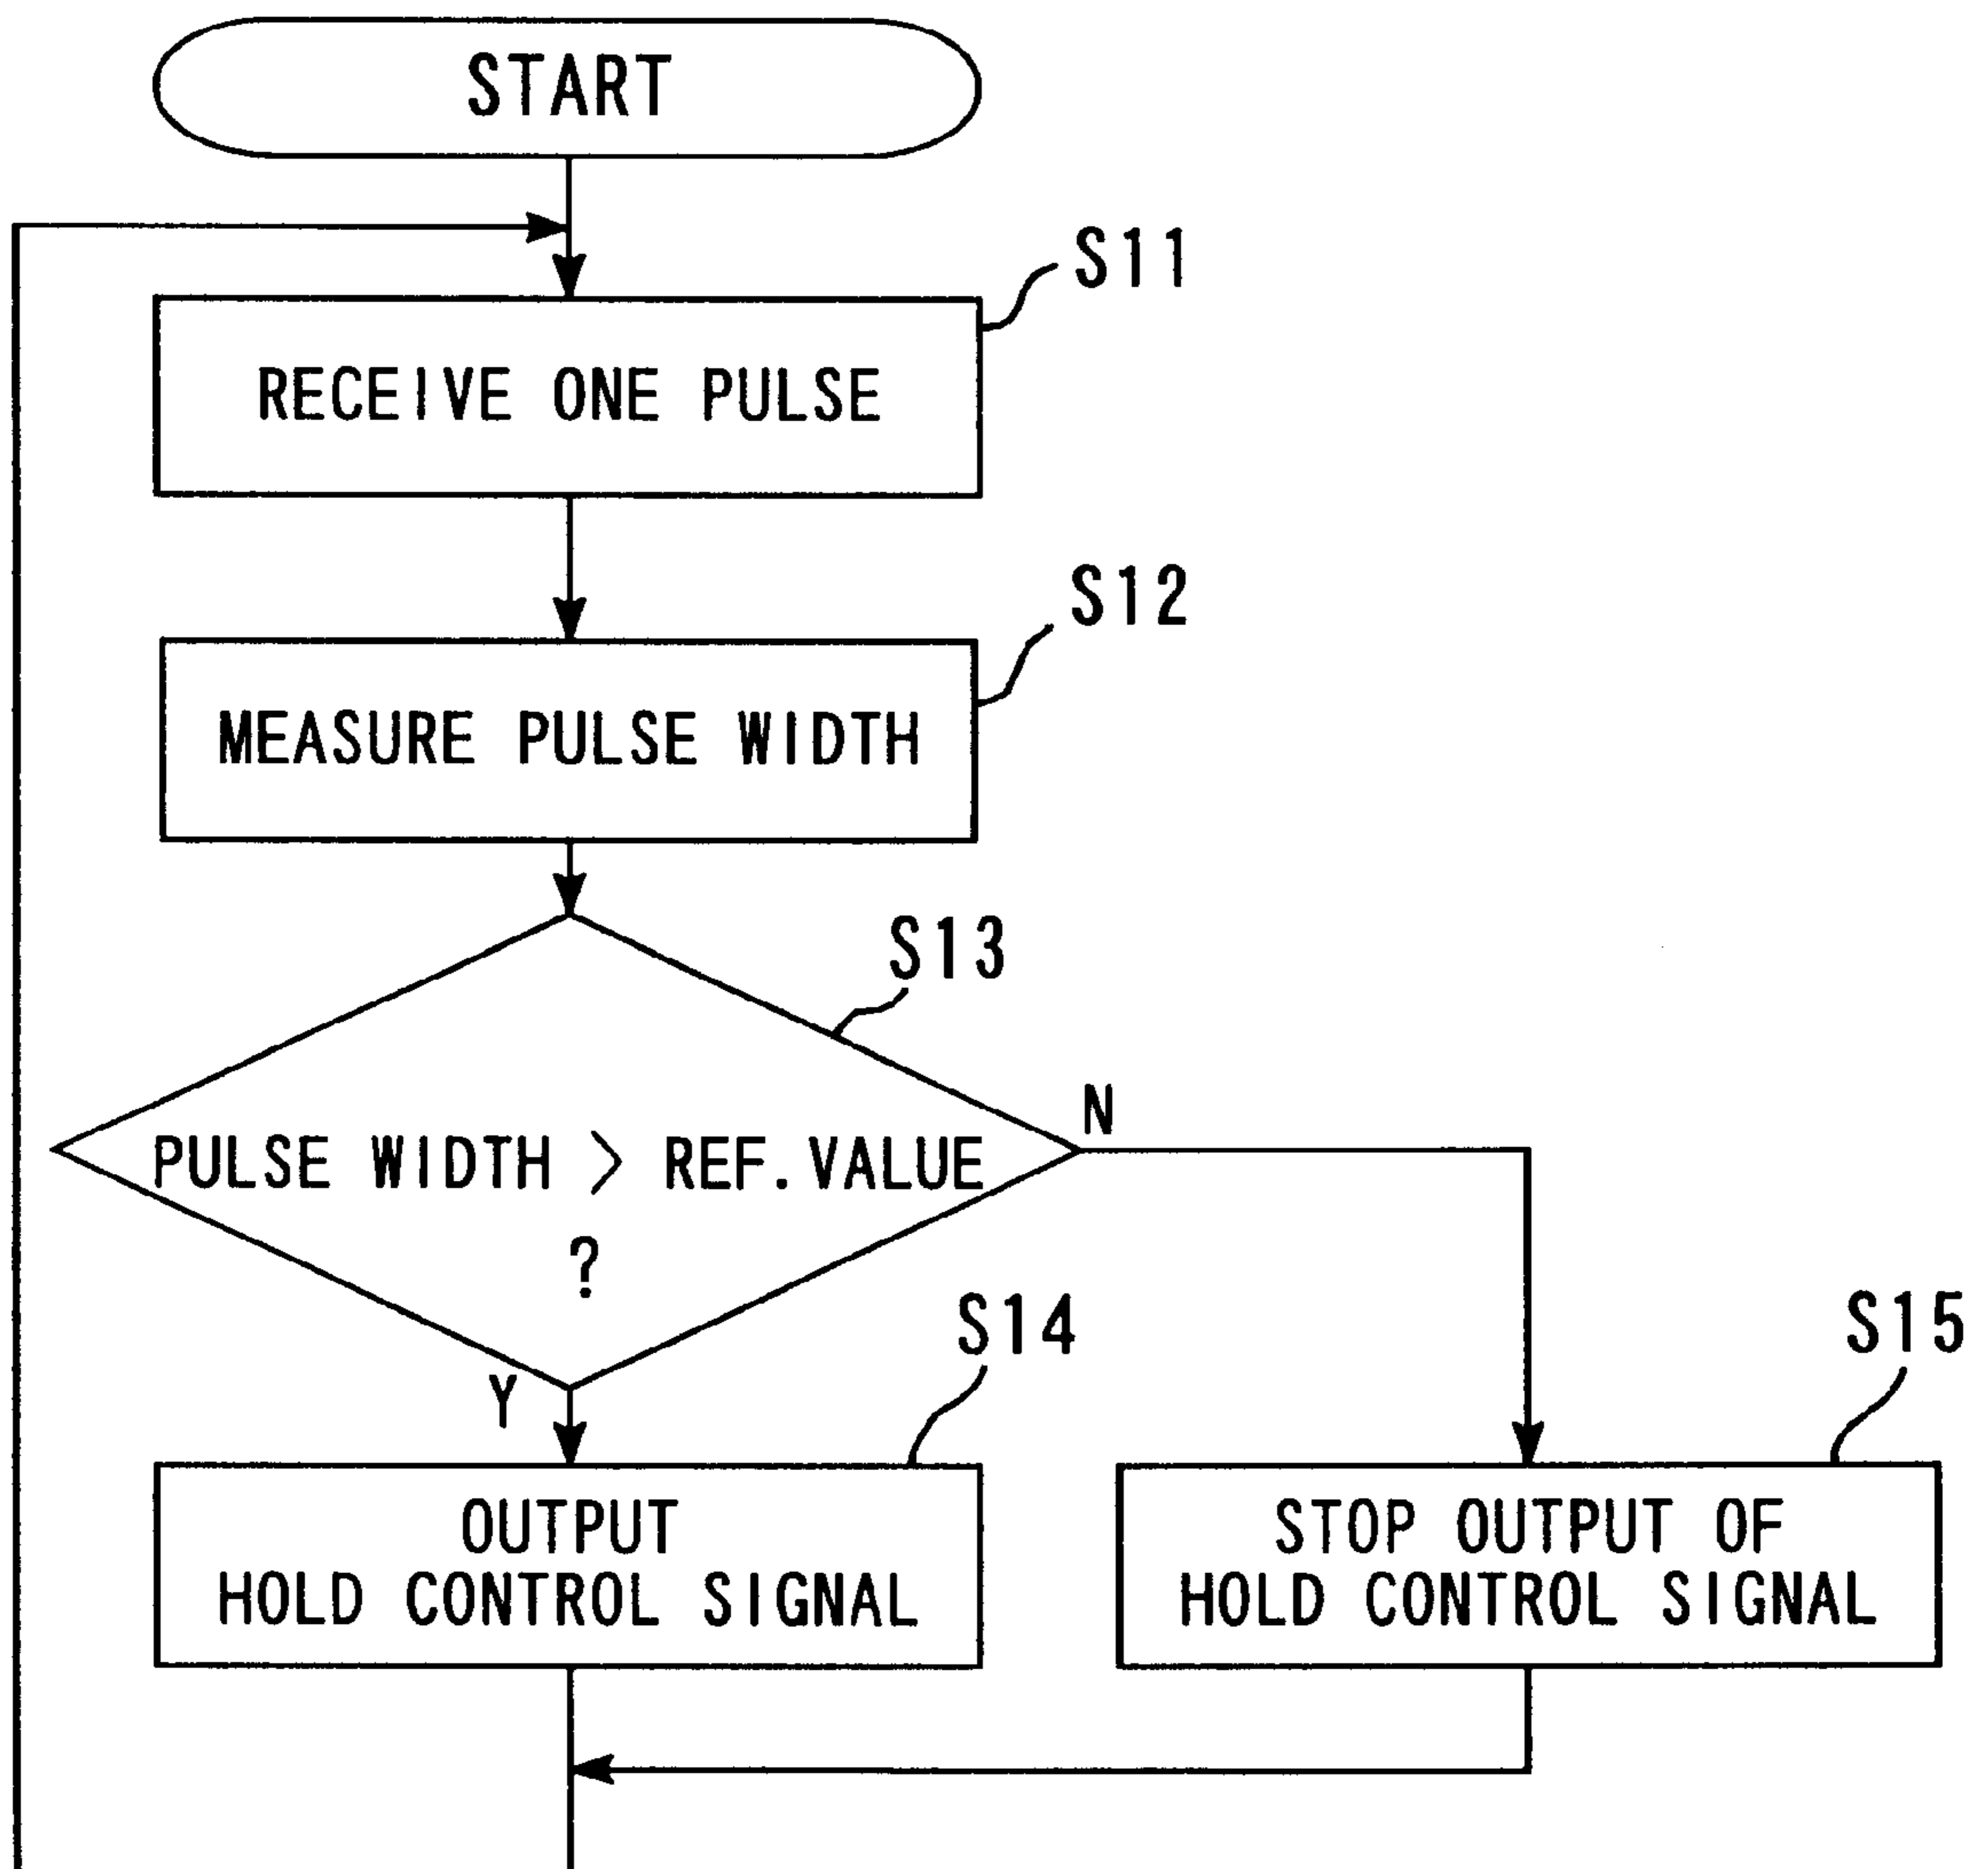 START
S11
RECEIVE ONE PULSE
S12
MEASURE PULSE WIDTH
S13
N
PULSE WIDTH > REF. VALUE
?
S14
S15
Y
OUTPUT
HOLD CONTROL SIGNAL
STOP OUTPUT OF
HOLD CONTROL SIGNAL